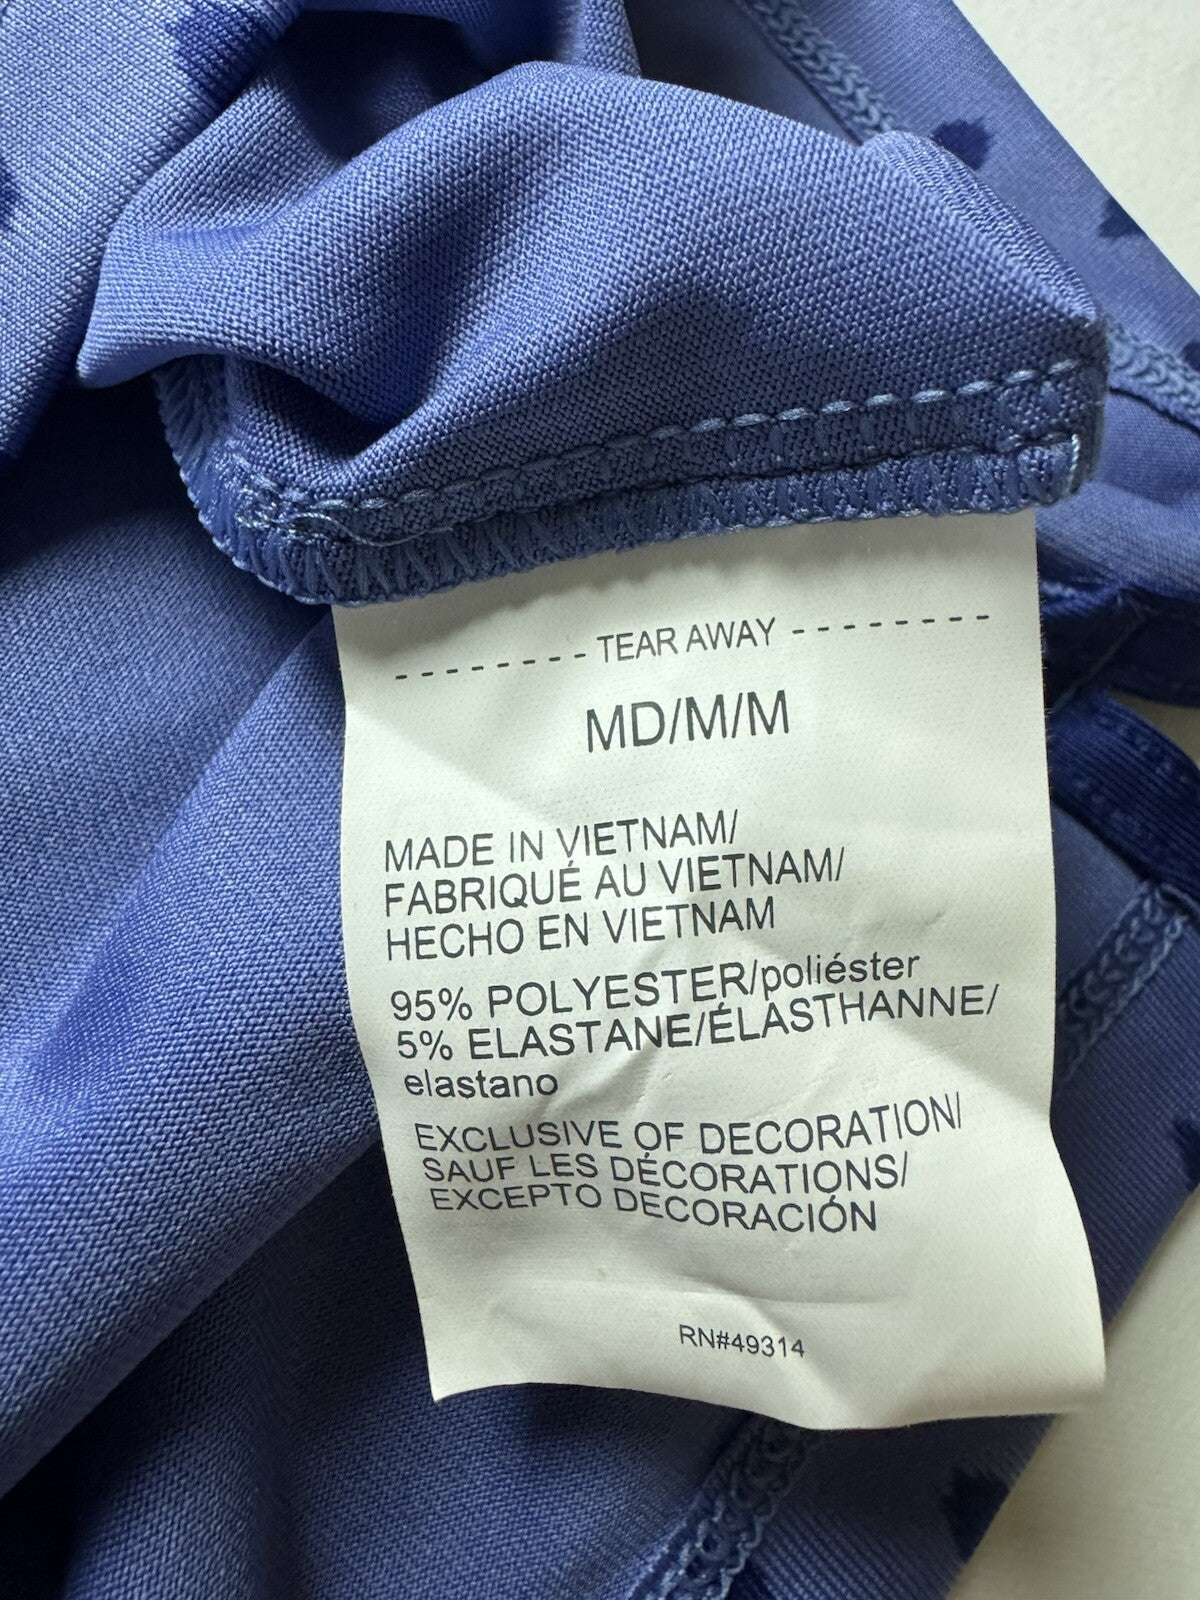 -------- TEAR AWAY --------
MD/M/M
MADE IN VIETNAM/
FABRIQUÉ AU VIETNAM/
HECHO EN VIETNAM
95% POLYESTER/poliéster
5% ELASTANE/ÉLASTHANNE/
elastano
EXCLUSIVE OF DECORATION/
SAUF LES DÉCORATIONS/
EXCEPTO DECORACIÓN
RN#49314